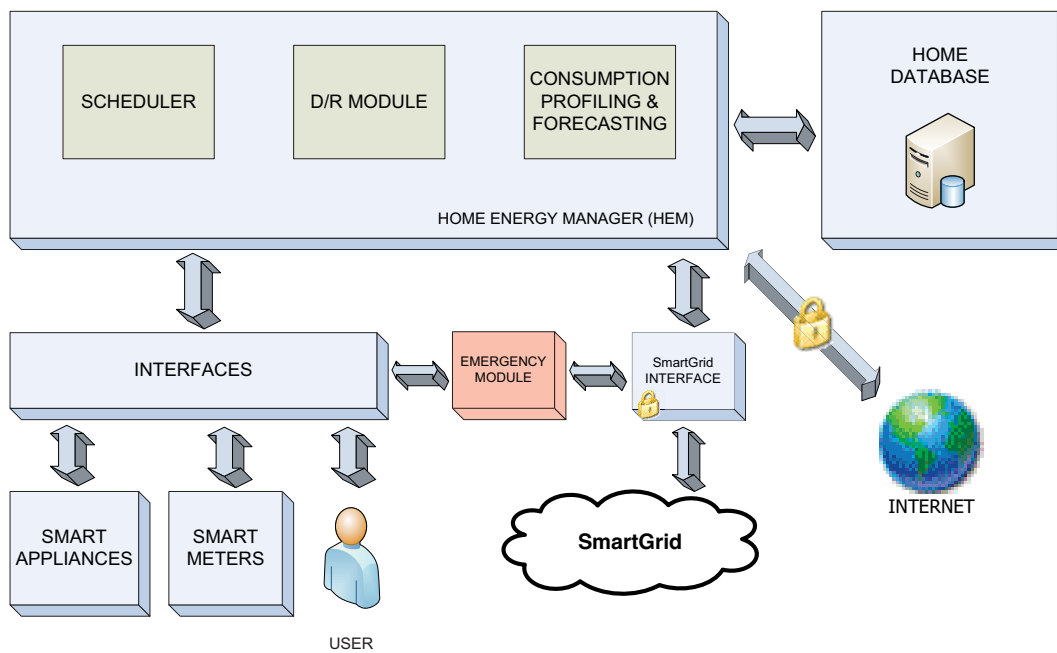 SCHEDULER
D/R MODULE
CONSUMPTION
PROFILING &
FORECASTING
HOME ENERGY MANAGER (HEM)
HOME
DATABASE
INTERFACES
EMERGENCY
MODULE
SmartGrid
INTERFACE
SMART
APPLIANCES
SMART
METERS
USER
SmartGrid
INTERNET